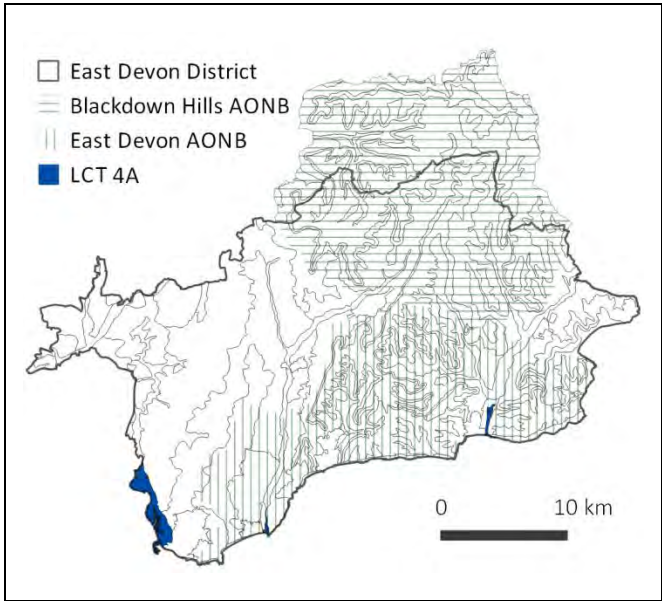 East Devon District
Blackdown Hills AONB
East Devon AONB
LCT 4A
0 10 km